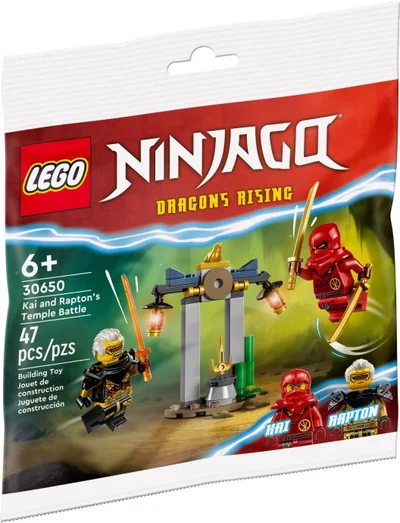 LEGO
NINJAGO
DRAGONS RISING
6+
30650
Kai and Rapton's
Temple Battle
47
pcs/pzs
Building Toy
Jouet de
construction
Juguete de
construcción
KAI
RAPTON